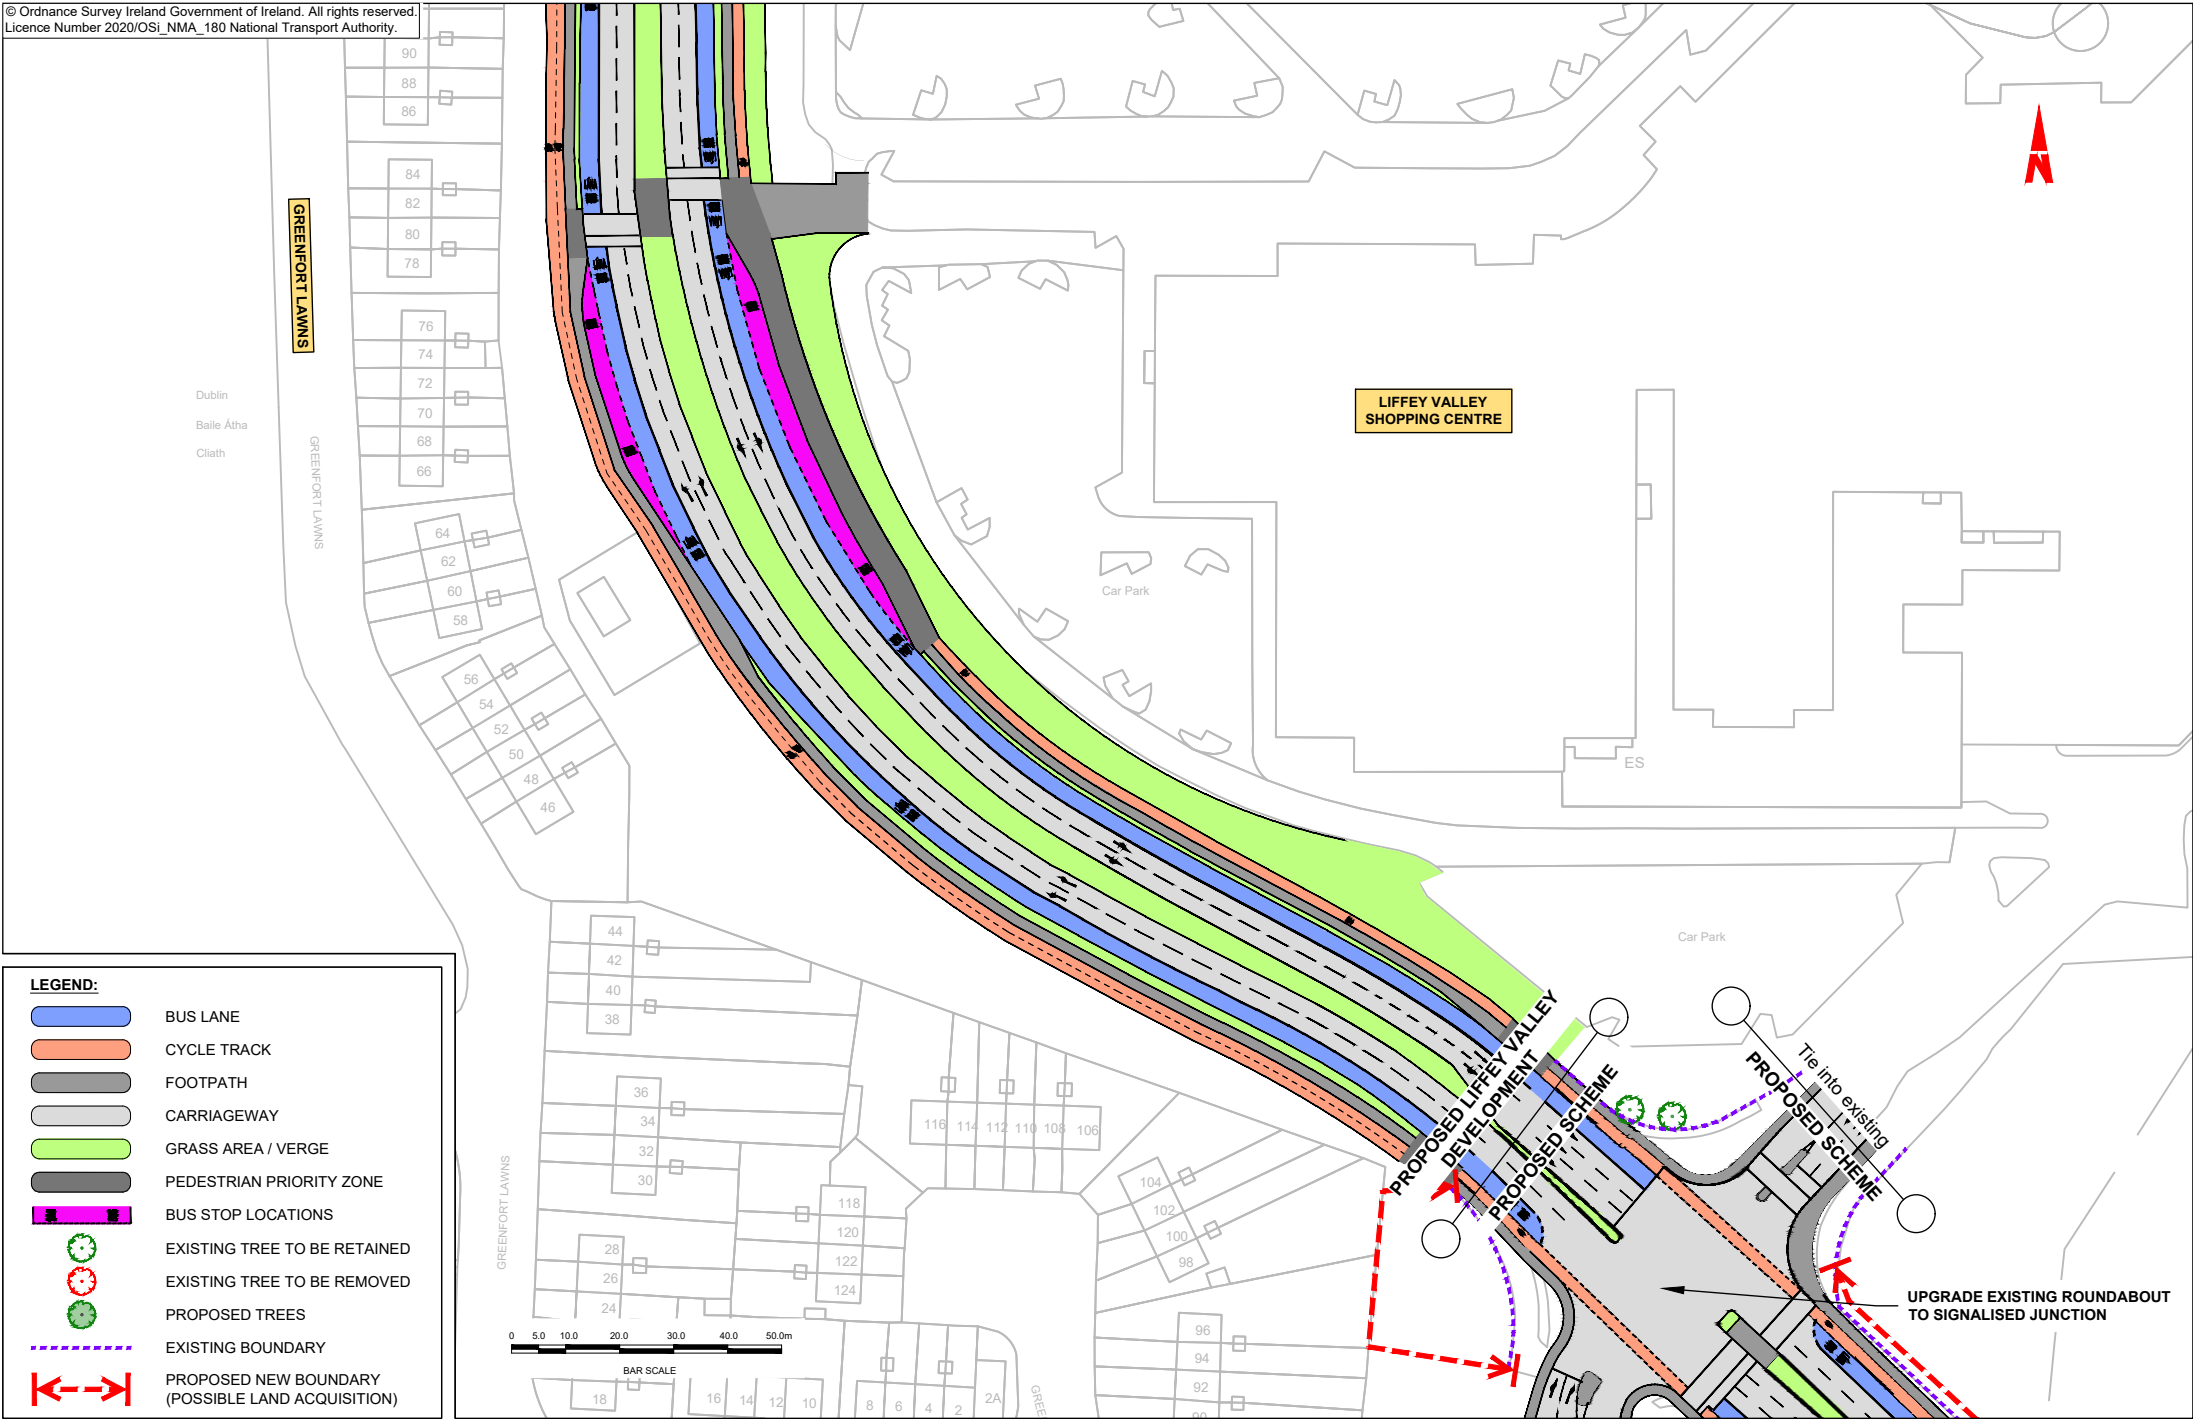 © Ordnance Survey Ireland Government of Ireland. All rights reserved.
Licence Number 2020/OSi_NMA_180 National Transport Authority.
90
88
86
84
82
80
78
GREENFORT LAWNS
76
74
72
70
68
66
Dublin
Baile Átha
Cliath
GREENFORT LAWNS
64
62
60
58
56
54
52
50
48
46
LIFFEY VALLEY
SHOPPING CENTRE
Car Park
ES
Car Park
44
42
40
38
36
34
32
30
28
26
24
116
114
112
110
108
106
118
120
122
124
104
102
100
98
96
94
92
90
18
16
14
12
10
8
6
4
2
2A
GREENFORT LAWNS
GREE
PROPOSED LIFFEY VALLEY
DEVELOPMENT
PROPOSED SCHEME
Tie into existing
PROPOSED SCHEME
UPGRADE EXISTING ROUNDABOUT
TO SIGNALISED JUNCTION
N
LEGEND:
BUS LANE
CYCLE TRACK
FOOTPATH
CARRIAGEWAY
GRASS AREA / VERGE
PEDESTRIAN PRIORITY ZONE
BUS STOP LOCATIONS
EXISTING TREE TO BE RETAINED
EXISTING TREE TO BE REMOVED
PROPOSED TREES
EXISTING BOUNDARY
PROPOSED NEW BOUNDARY
(POSSIBLE LAND ACQUISITION)
0 5.0 10.0 20.0 30.0 40.0 50.0m
BAR SCALE